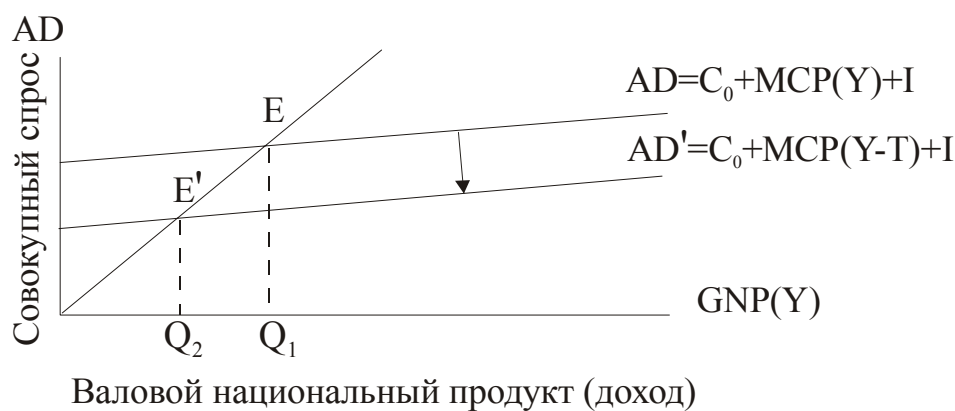 AD
Совокупный спрос
E
AD=C₀+MCP(Y)+I
AD'=C₀+MCP(Y-T)+I
E'
GNP(Y)
Q₂
Q₁
Валовой национальный продукт (доход)